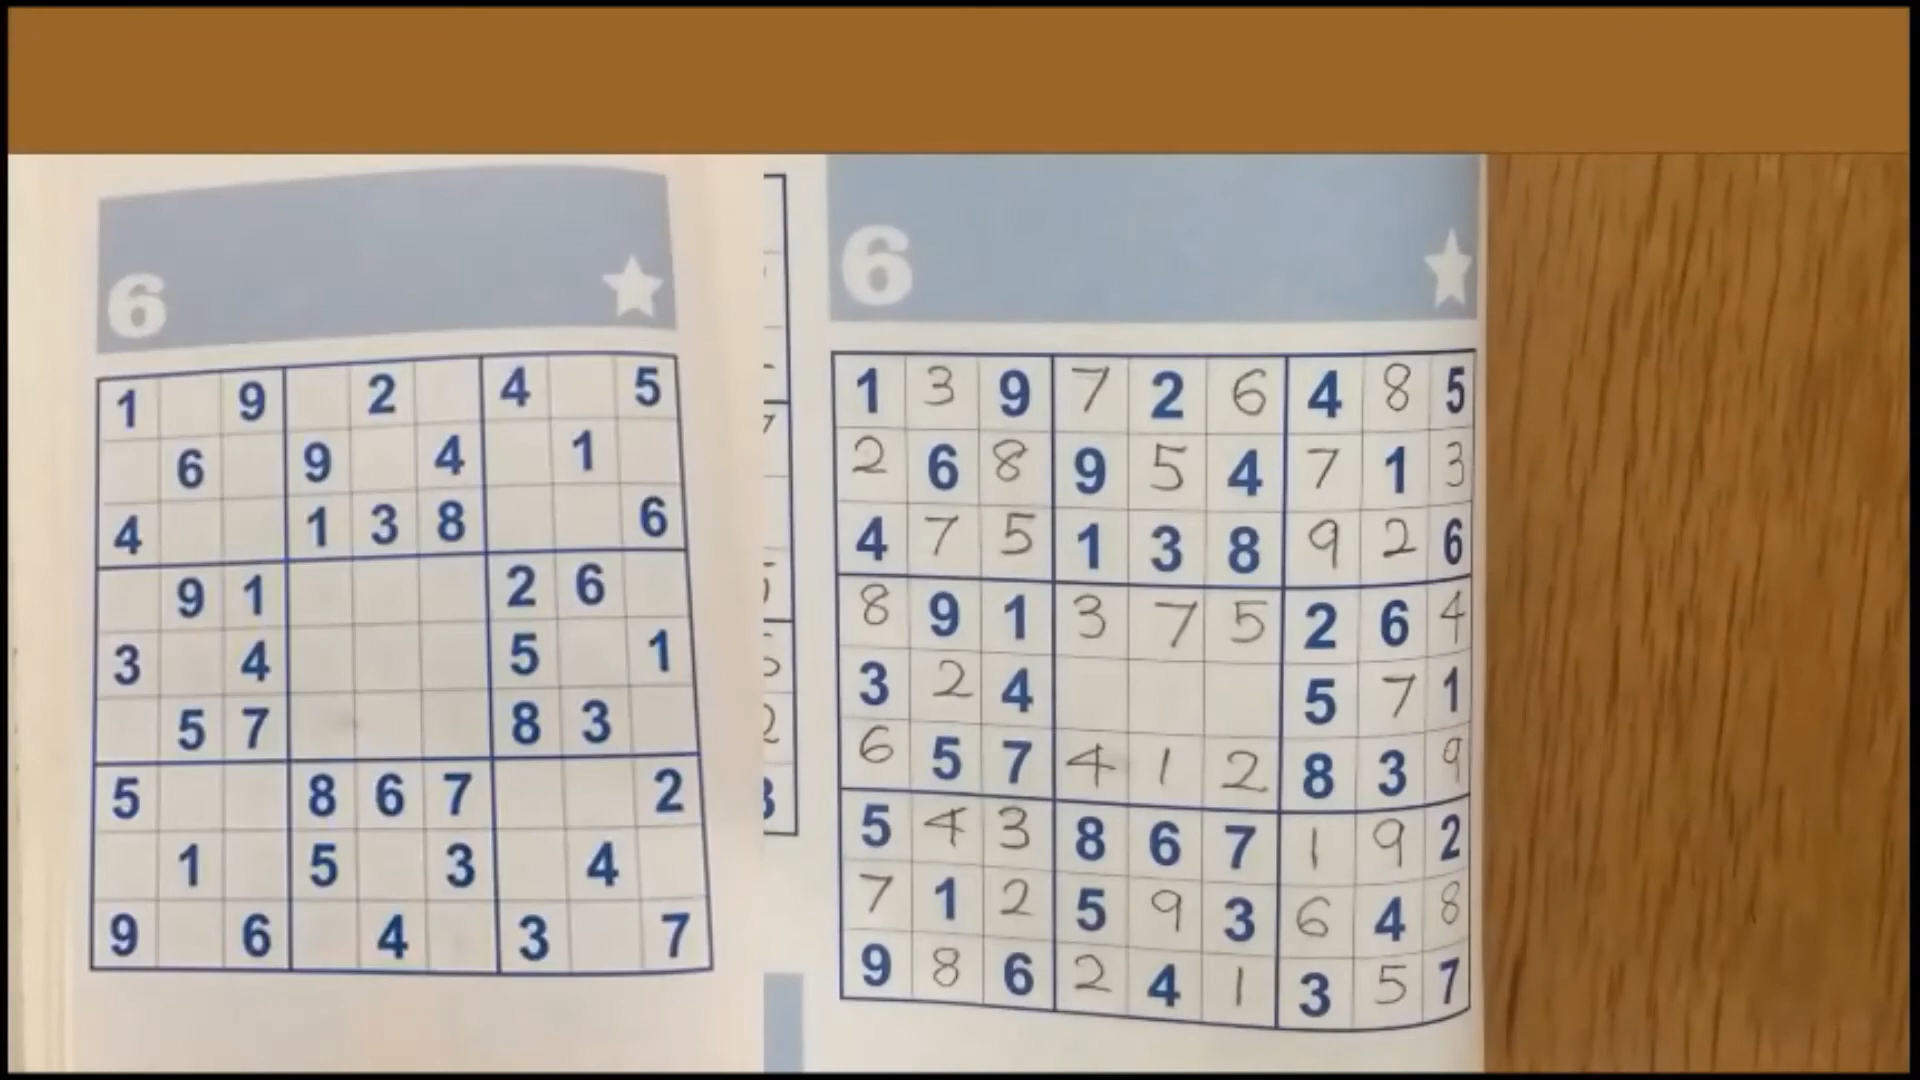 6
1 9 2 4 5
6 9 4 1
4 1 3 8 6
9 1 2 6
3 4 5 1
5 7 8 3
5 8 6 7 2
1 5 3 4
9 6 4 3 7
6
1 3 9 7 2 6 4 8 5
2 6 8 9 5 4 7 1 3
4 7 5 1 3 8 9 2 6
8 9 1 3 7 5 2 6 4
3 2 4 5 7 1
6 5 7 4 1 2 8 3 9
5 4 3 8 6 7 1 9 2
7 1 2 5 9 3 6 4 8
9 8 6 2 4 1 3 5 7